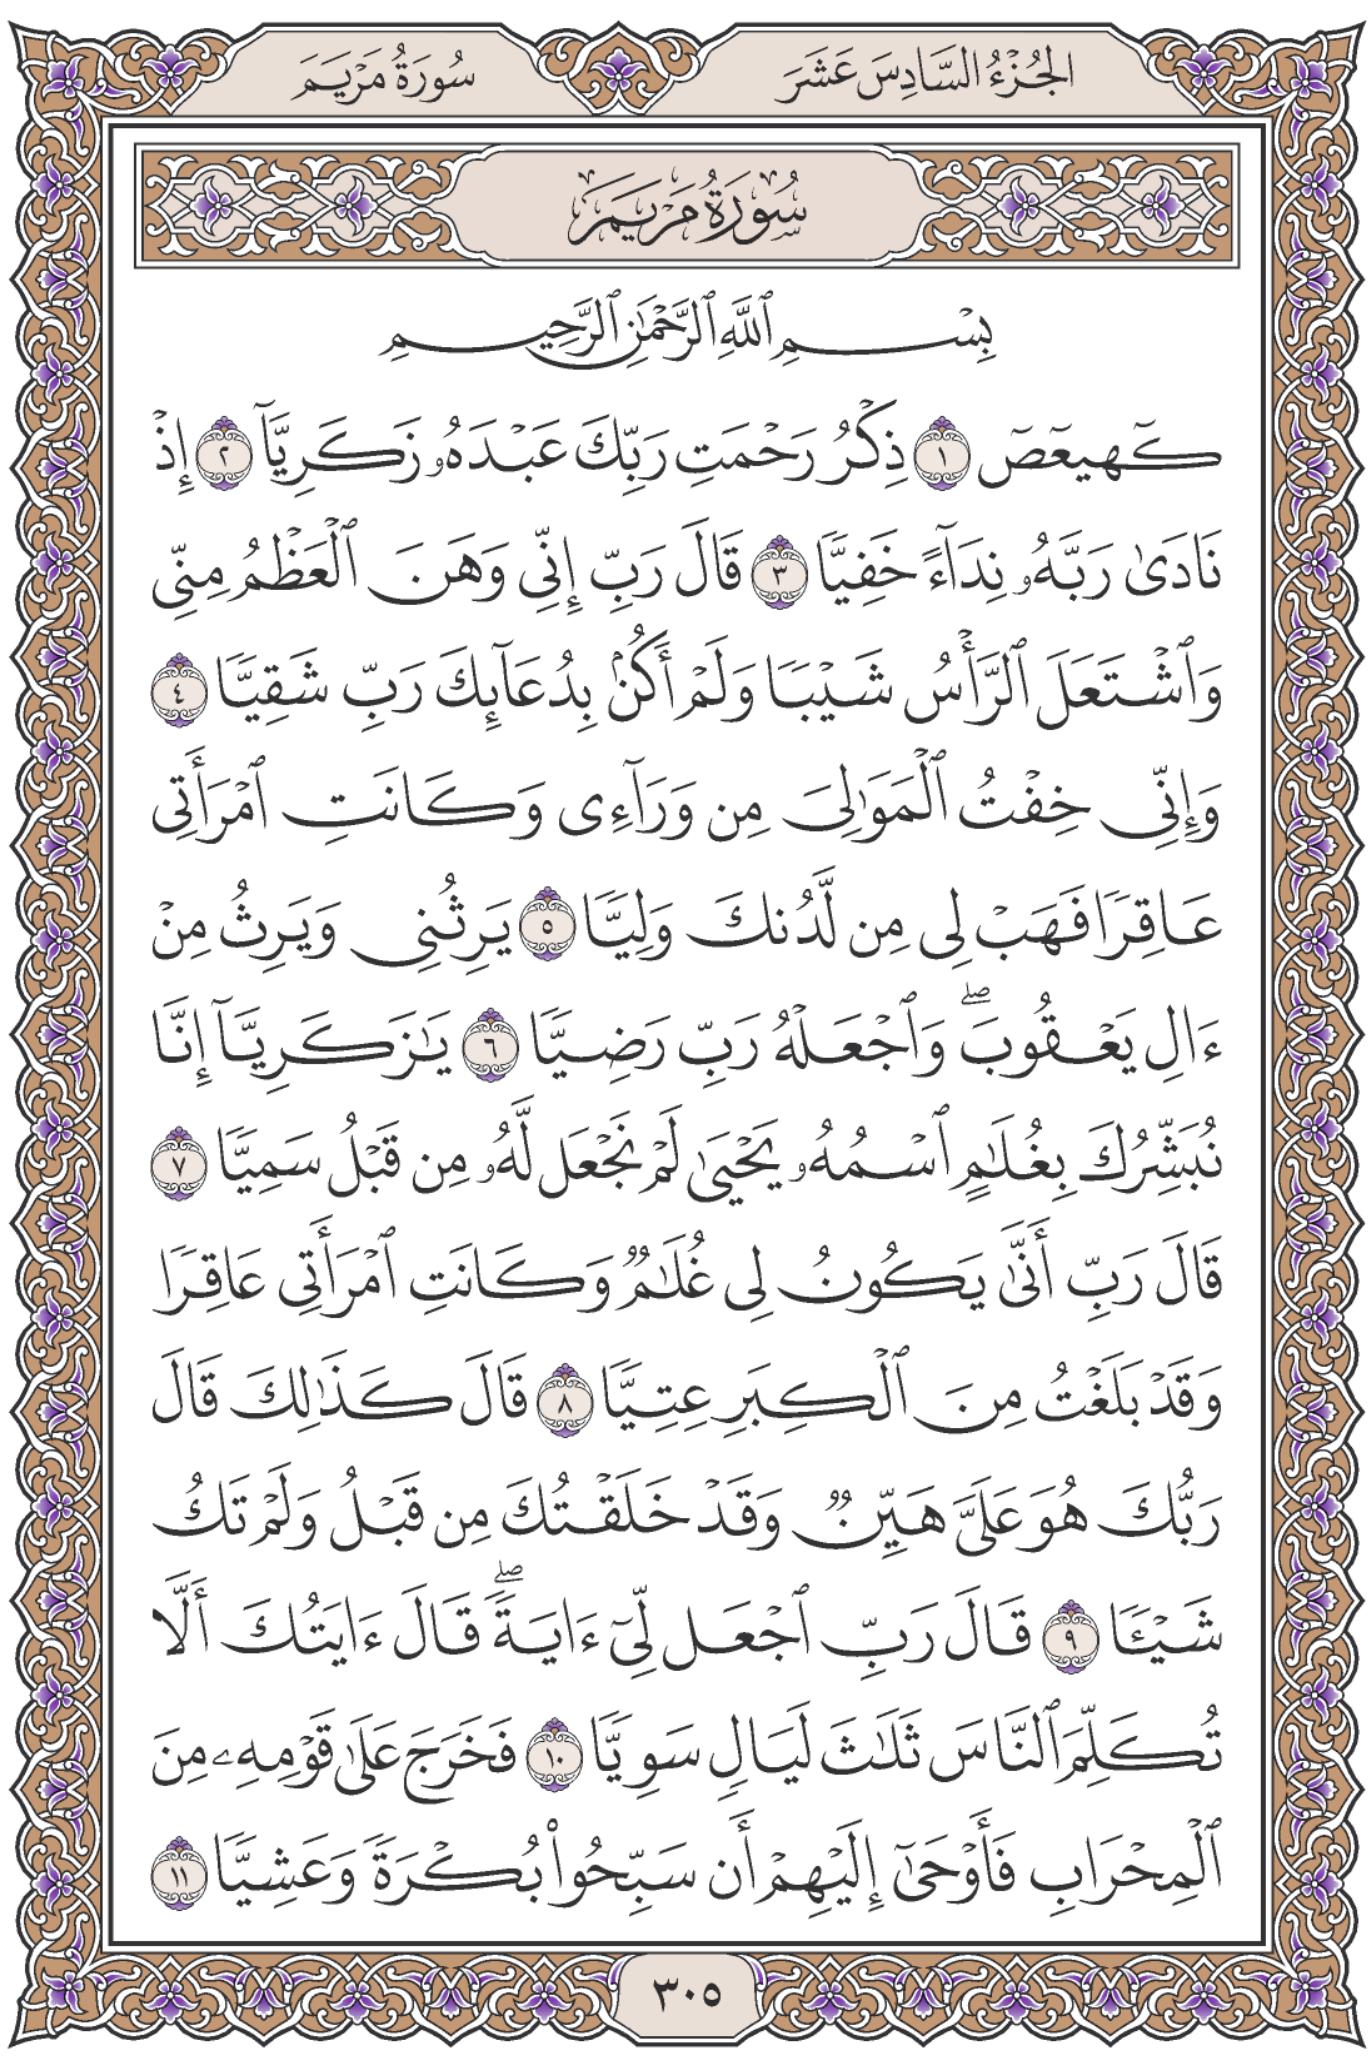 الجُزْءُ السَّادِسَ عَشَرَ
سُورَةُ مَرْيَمَ
سُورَةُ مَرْيَمَ
بِسْمِ ٱللَّهِ ٱلرَّحْمَٰنِ ٱلرَّحِيمِ
كٓهيعٓصٓ ١ ذِكْرُ رَحْمَتِ رَبِّكَ عَبْدَهُۥ زَكَرِيَّآ ٢ إِذْ
نَادَىٰ رَبَّهُۥ نِدَآءً خَفِيًّا ٣ قَالَ رَبِّ إِنِّى وَهَنَ ٱلْعَظْمُ مِنِّى
وَٱشْتَعَلَ ٱلرَّأْسُ شَيْبًا وَلَمْ أَكُنۢ بِدُعَآئِكَ رَبِّ شَقِيًّا ٤
وَإِنِّى خِفْتُ ٱلْمَوَٰلِىَ مِن وَرَآءِى وَكَانَتِ ٱمْرَأَتِى
عَاقِرًا فَهَبْ لِى مِن لَّدُنكَ وَلِيًّا ٥ يَرِثُنِى وَيَرِثُ مِنْ
ءَالِ يَعْقُوبَۖ وَٱجْعَلْهُ رَبِّ رَضِيًّا ٦ يَٰزَكَرِيَّآ إِنَّا
نُبَشِّرُكَ بِغُلَٰمٍ ٱسْمُهُۥ يَحْيَىٰ لَمْ نَجْعَل لَّهُۥ مِن قَبْلُ سَمِيًّا ٧
قَالَ رَبِّ أَنَّىٰ يَكُونُ لِى غُلَٰمٌ وَكَانَتِ ٱمْرَأَتِى عَاقِرًا
وَقَدْ بَلَغْتُ مِنَ ٱلْكِبَرِ عِتِيًّا ٨ قَالَ كَذَٰلِكَ قَالَ
رَبُّكَ هُوَ عَلَىَّ هَيِّنٌ وَقَدْ خَلَقْتُكَ مِن قَبْلُ وَلَمْ تَكُ
شَيْـًٔا ٩ قَالَ رَبِّ ٱجْعَل لِّىٓ ءَايَةًۖ قَالَ ءَايَتُكَ أَلَّا
تُكَلِّمَ ٱلنَّاسَ ثَلَٰثَ لَيَالٍ سَوِيًّا ١٠ فَخَرَجَ عَلَىٰ قَوْمِهِۦ مِنَ
ٱلْمِحْرَابِ فَأَوْحَىٰٓ إِلَيْهِمْ أَن سَبِّحُوا۟ بُكْرَةً وَعَشِيًّا ١١
٣٠٥